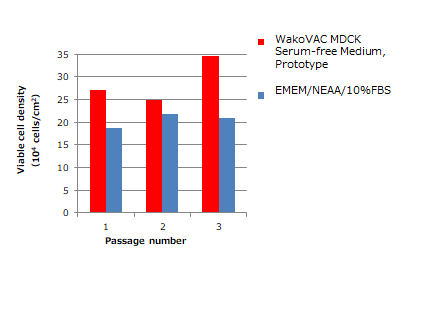 WakoVAC MDCK
Serum-free Medium,
Prototype
EMEM/NEAA/10%FBS
Viable cell density
(10⁴ cells/cm²)
35
30
25
20
15
10
5
0
1 2 3
Passage number